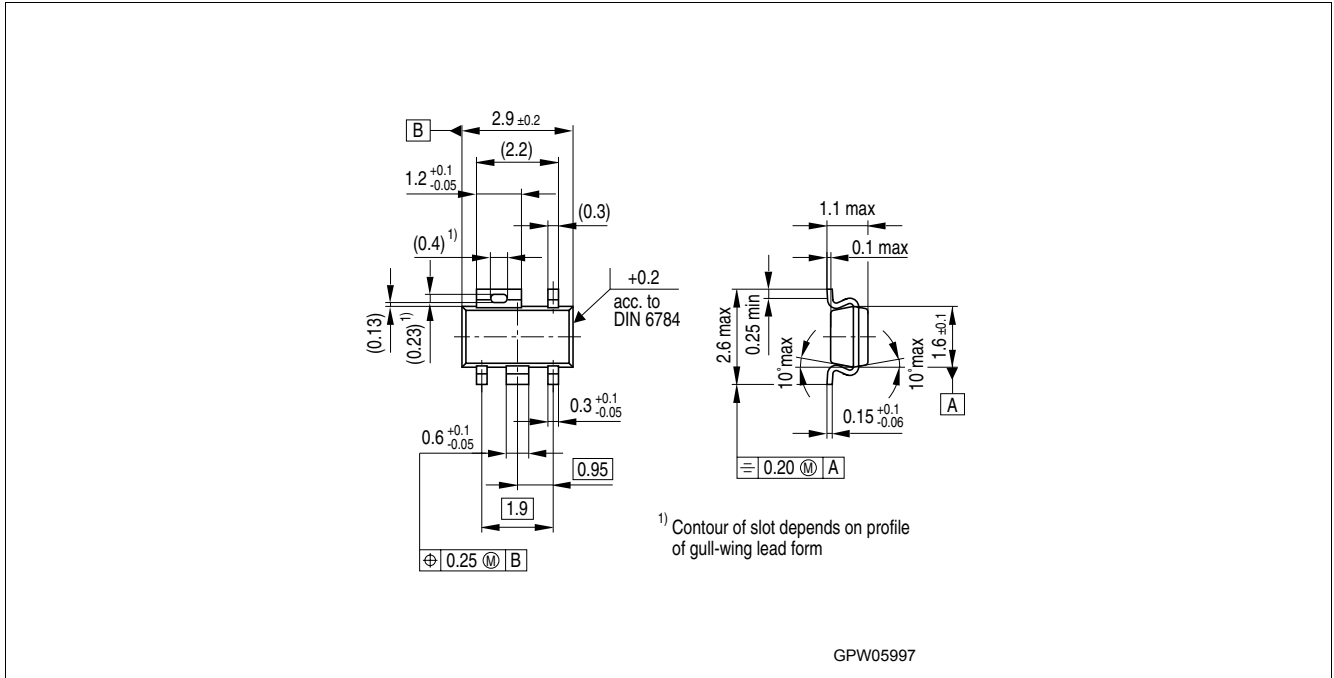 B
2.9 ±0.2
(2.2)
1.2 +0.1 -0.05
(0.3)
(0.4) 1)
+0.2
acc. to
DIN 6784
(0.13)
(0.23) 1)
0.3 +0.1 -0.05
0.6 +0.1 -0.05
0.95
1.9
⌖ 0.25 Ⓜ B
1.1 max
0.1 max
2.6 max
0.25 min
10˚max
10˚max
1.6 ±0.1
A
0.15 +0.1 -0.06
⌯ 0.20 Ⓜ A
1) Contour of slot depends on profile
of gull-wing lead form
GPW05997